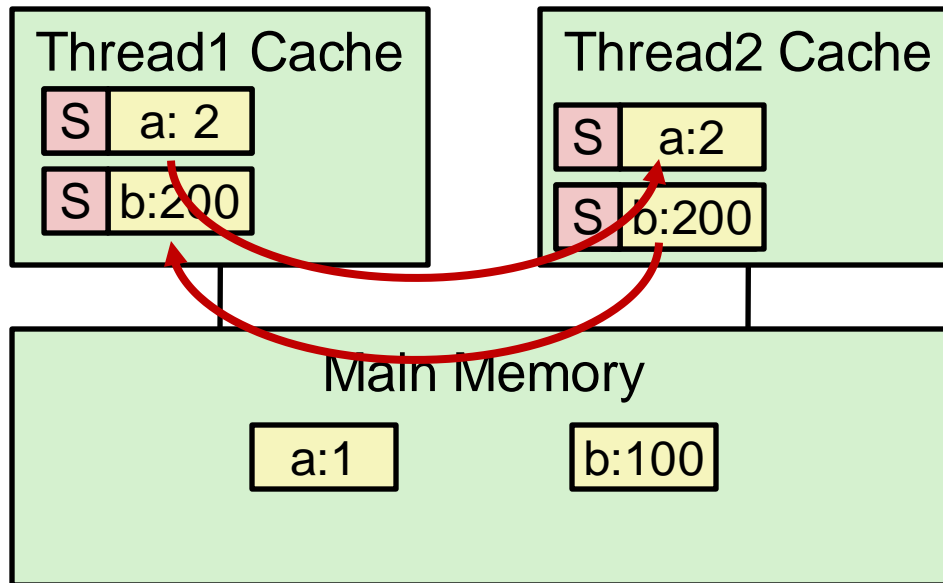 Thread1 Cache
S a: 2
S b:200
Thread2 Cache
S a:2
S b:200
Main Memory
a:1
b:100